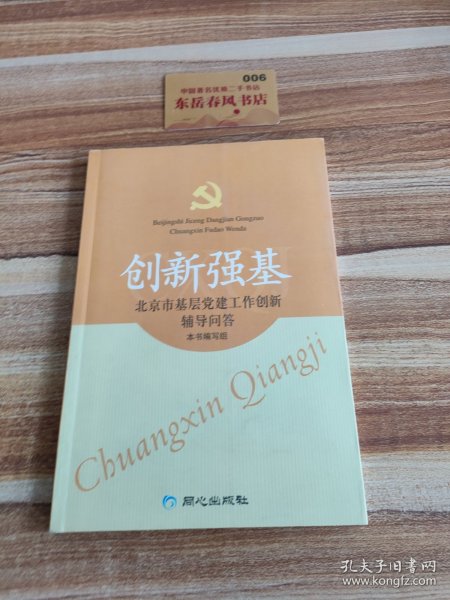 006
中国著名优秀二手书店
东岳春风书店
Beijingshi Jiceng Dangjian Gongzuo
Chuangxin Fudao Wenda
创新强基
北京市基层党建工作创新
辅导问答
本书编写组
Chuangxin Qiangji
同心出版社
孔夫子旧书网
www.kongfz.com